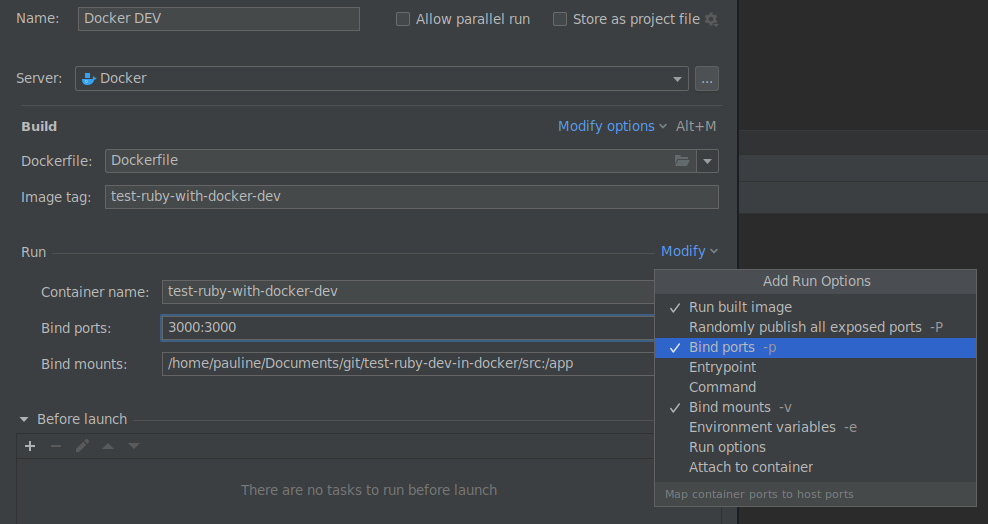 Name: Docker DEV Allow parallel run Store as project file
Server: Docker ...
Build Modify options Alt+M
Dockerfile: Dockerfile
Image tag: test-ruby-with-docker-dev
Run Modify
Add Run Options
Container name: test-ruby-with-docker-dev
Run built image
Randomly publish all exposed ports -P
Bind ports: 3000:3000
Bind ports -p
Bind mounts: /home/pauline/Documents/git/test-ruby-dev-in-docker/src:/app
Entrypoint
Command
Bind mounts -v
Before launch
Environment variables -e
Run options
Attach to container
There are no tasks to run before launch
Map container ports to host ports